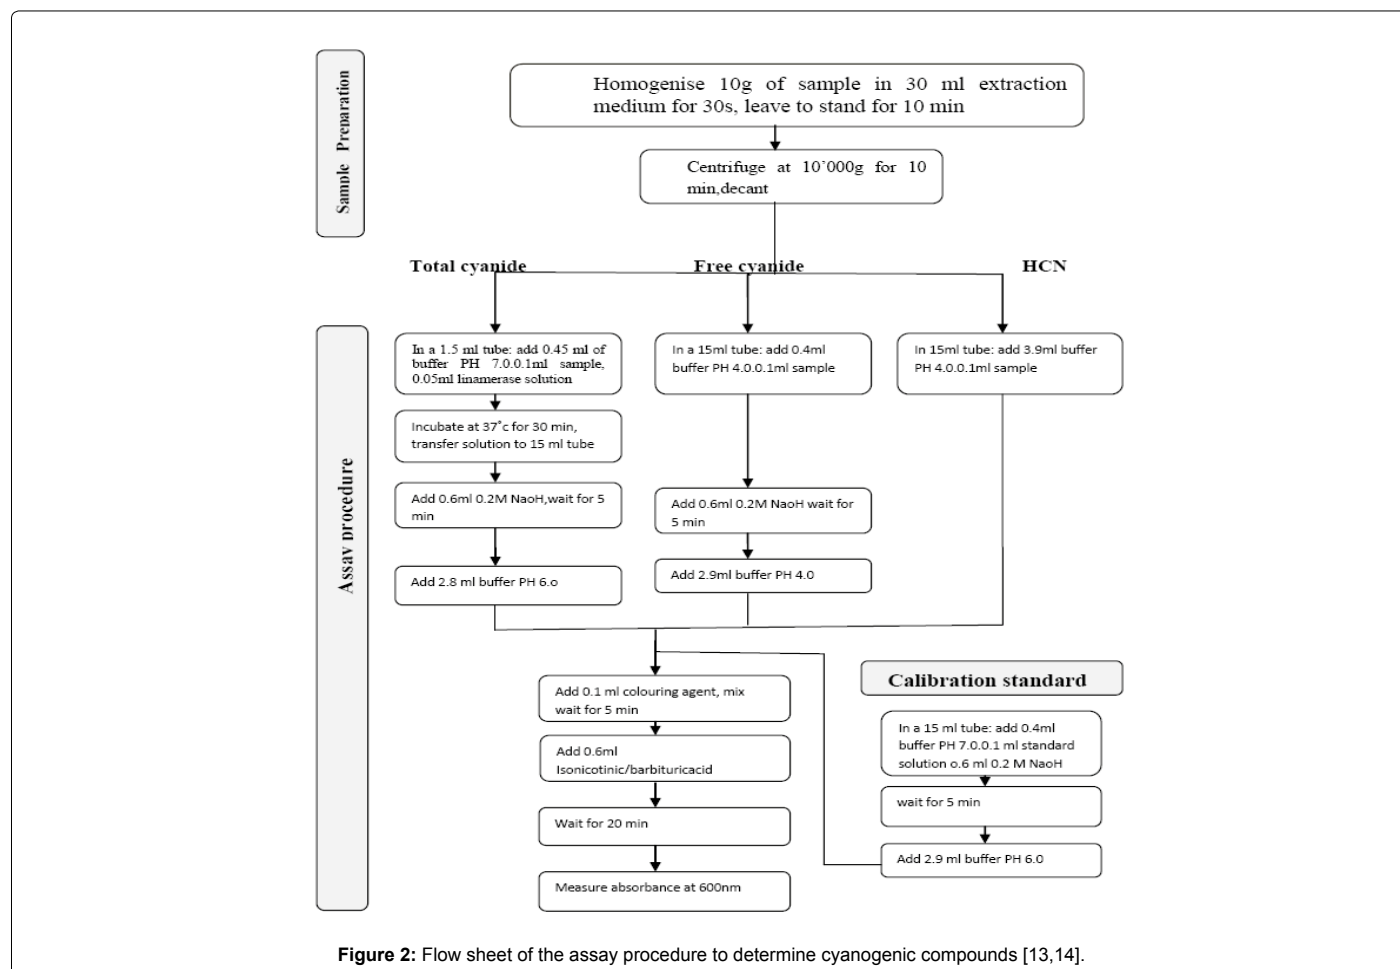 Sample Preparation
Homogenise 10g of sample in 30 ml extraction
medium for 30s, leave to stand for 10 min
Centrifuge at 10`000g for 10
min,decant
Total cyanide
Free cyanide
HCN
Assay procedure
In a 1.5 ml tube: add 0.45 ml of
buffer PH 7.0.0.1ml sample,
0.05ml linamerase solution
Incubate at 37˚c for 30 min,
transfer solution to 15 ml tube
Add 0.6ml 0.2M NaoH,wait for 5
min
Add 2.8 ml buffer PH 6.o
In a 15ml tube: add 0.4ml
buffer PH 4.0.0.1ml sample
Add 0.6ml 0.2M NaoH wait for
5 min
Add 2.9ml buffer PH 4.0
In 15ml tube: add 3.9ml buffer
PH 4.0.0.1ml sample
Add 0.1 ml colouring agent, mix
wait for 5 min
Add 0.6ml
Isonicotinic/barbituricacid
Wait for 20 min
Measure absorbance at 600nm
Calibration standard
In a 15 ml tube: add 0.4ml
buffer PH 7.0.0.1 ml standard
solution o.6 ml 0.2 M NaoH
wait for 5 min
Add 2.9 ml buffer PH 6.0
Figure 2: Flow sheet of the assay procedure to determine cyanogenic compounds [13,14].